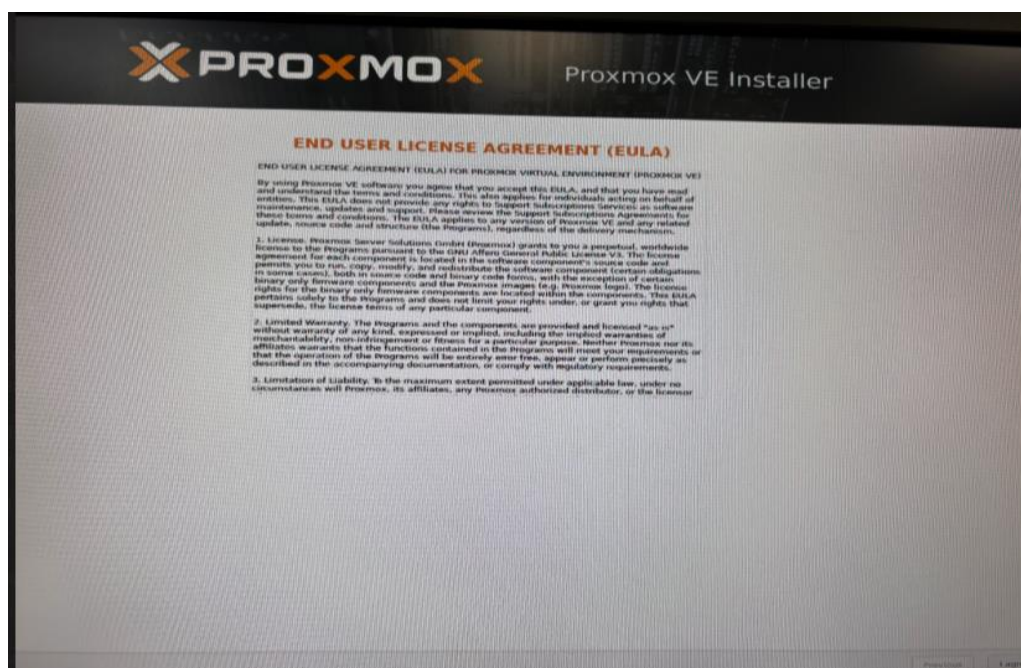 PROXMOX
Proxmox VE Installer
END USER LICENSE AGREEMENT (EULA)
END USER LICENSE AGREEMENT (EULA) FOR PROXMOX VIRTUAL ENVIRONMENT (PROXMOX VE)
By using Proxmox VE software you agree that you accept this EULA, and that you have read
and understand the terms and conditions. This also applies for individuals acting on behalf of
entities. This EULA does not provide any rights to Support Subscriptions Services as software
maintenance, updates and support. Please review the Support Subscriptions Agreements for
these terms and conditions. The EULA applies to any version of Proxmox VE and any related
update, source code and structure (the Programs), regardless of the delivery mechanism.
1. License. Proxmox Server Solutions GmbH (Proxmox) grants to you a perpetual, worldwide
license to the Programs pursuant to the GNU Affero General Public License V3. The license
agreement for each component is located in the software component's source code and
permits you to run, copy, modify, and redistribute the software component (certain obligations
in some cases), both in source code and binary code forms, with the exception of certain
binary only firmware components and the Proxmox images (e.g. Proxmox logo). The license
rights for the binary only firmware components are located within the components. This EULA
pertains solely to the Programs and does not limit your rights under, or grant you rights that
supersede, the license terms of any particular component.
2. Limited Warranty. The Programs and the components are provided and licensed "as is"
without warranty of any kind, expressed or implied, including the implied warranties of
merchantability, non-infringement or fitness for a particular purpose. Neither Proxmox nor its
affiliates warrants that the functions contained in the Programs will meet your requirements or
that the operation of the Programs will be entirely error free, appear or perform precisely as
described in the accompanying documentation, or comply with regulatory requirements.
3. Limitation of Liability. To the maximum extent permitted under applicable law, under no
circumstances will Proxmox, its affiliates, any Proxmox authorized distributor, or the licensor
Previous